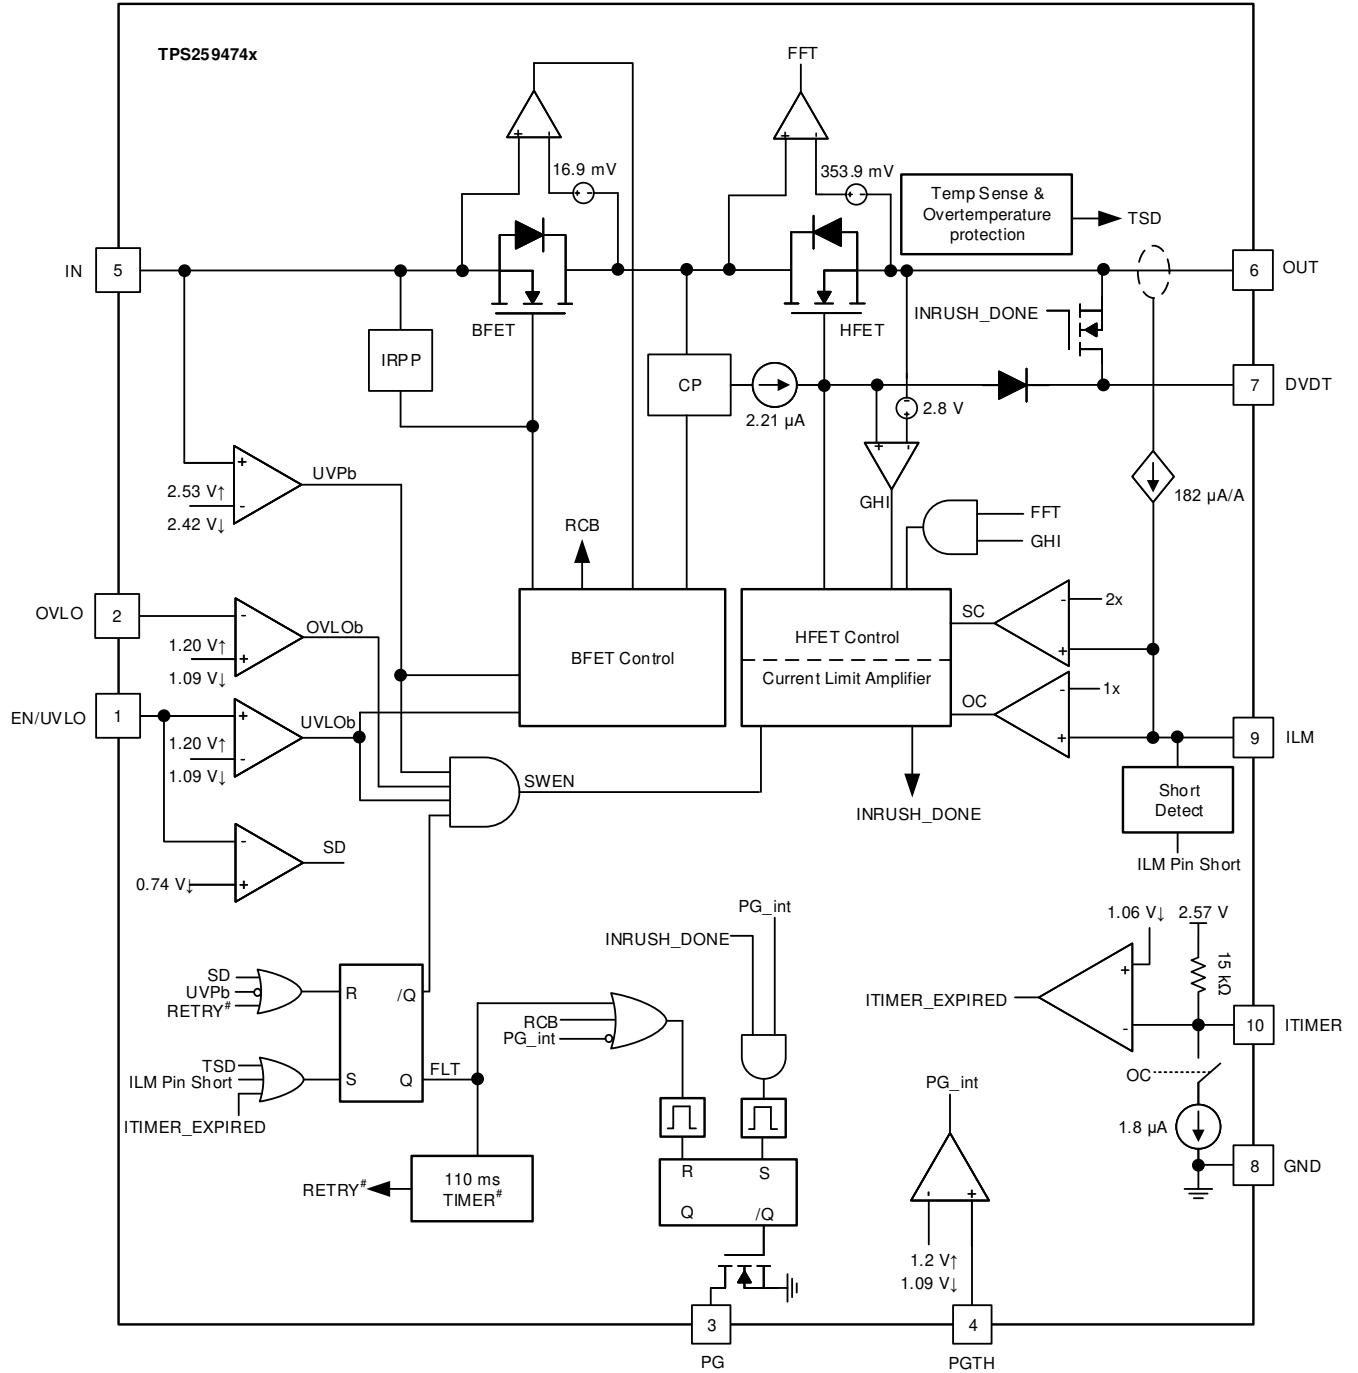 TPS259474x
FFT
16.9 mV
353.9 mV
Temp Sense &
Overtemperature
protection
TSD
IN
5
6
OUT
BFET
HFET
INRUSH_DONE
IRPP
CP
2.21 µA
2.8 V
7
DVDT
UVPb
2.53 V↑
2.42 V↓
GHI
182 µA/A
RCB
FFT
GHI
OVLO
2
OVLOb
1.20 V↑
1.09 V↓
BFET Control
HFET Control
Current Limit Amplifier
SC
2x
OC
1x
EN/UVLO
1
UVLOb
1.20 V↑
1.09 V↓
9
ILM
SWEN
INRUSH_DONE
Short
Detect
ILM Pin Short
SD
0.74 V↓
PG_int
INRUSH_DONE
1.06 V↓
2.57 V
15 kΩ
ITIMER_EXPIRED
10
ITIMER
SD
UVPb
RETRY#
R
/Q
TSD
ILM Pin Short
ITIMER_EXPIRED
S
Q
FLT
RCB
PG_int
OC
1.8 µA
8
GND
PG_int
110 ms
TIMER#
RETRY#
R
S
Q
/Q
+
-
+
-
+
-
+
-
-
+
+
-
-
+
-
+
-
+
+
-
-
+
+
-
+
-
-
+
1.2 V↑
1.09 V↓
3
4
PG
PGTH